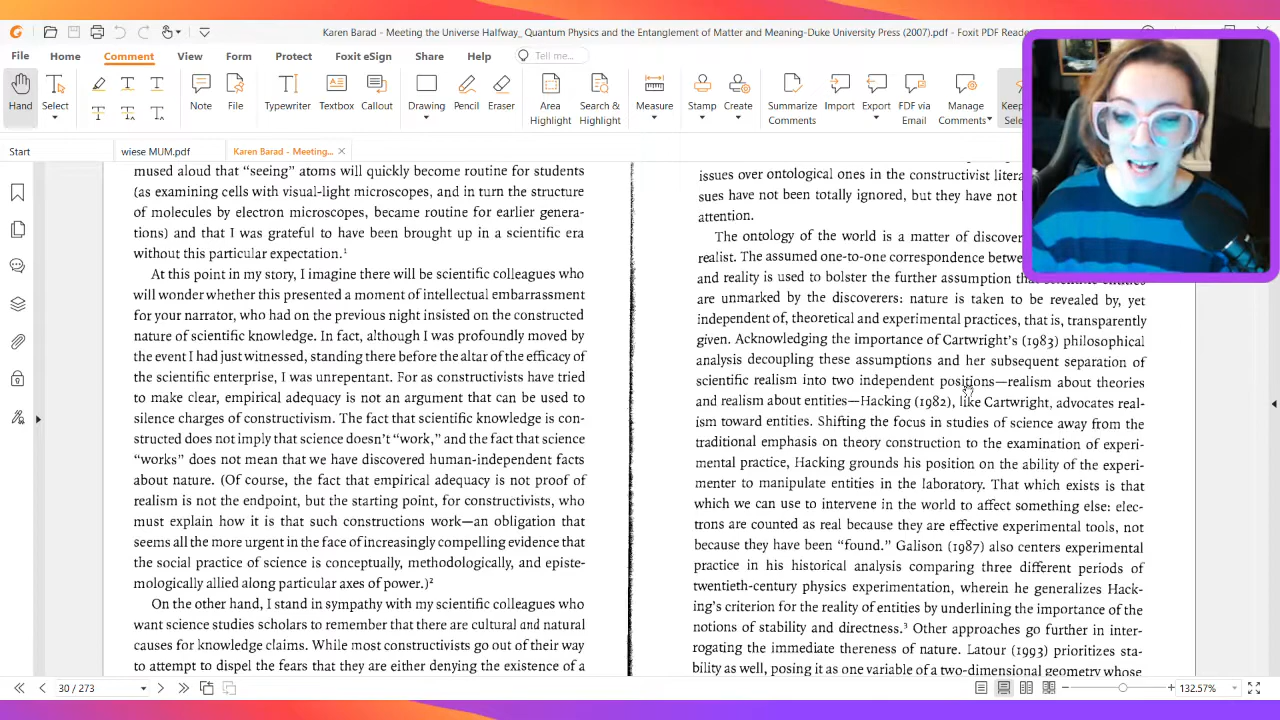 Karen Barad - Meeting the Universe Halfway_ Quantum Physics and the Entanglement of Matter and Meaning-Duke University Press (2007).pdf - Foxit PDF Reade
File Home Comment View Form Protect Foxit eSign Share Help Tell me...
Hand Select Note File Typewriter Textbox Callout Drawing Pencil Eraser Area Highlight Search & Highlight Measure Stamp Create Summarize Comments Import Export FDF via Email Manage Comments Keep Sele
Start wiese MUM.pdf Karen Barad - Meeting...
mused aloud that “seeing” atoms will quickly become routine for students
(as examining cells with visual-light microscopes, and in turn the structure
of molecules by electron microscopes, became routine for earlier genera-
tions) and that I was grateful to have been brought up in a scientific era
without this particular expectation.¹
At this point in my story, I imagine there will be scientific colleagues who
will wonder whether this presented a moment of intellectual embarrassment
for your narrator, who had on the previous night insisted on the constructed
nature of scientific knowledge. In fact, although I was profoundly moved by
the event I had just witnessed, standing there before the altar of the efficacy of
the scientific enterprise, I was unrepentant. For as constructivists have tried
to make clear, empirical adequacy is not an argument that can be used to
silence charges of constructivism. The fact that scientific knowledge is con-
structed does not imply that science doesn’t “work,” and the fact that science
“works” does not mean that we have discovered human-independent facts
about nature. (Of course, the fact that empirical adequacy is not proof of
realism is not the endpoint, but the starting point, for constructivists, who
must explain how it is that such constructions work—an obligation that
seems all the more urgent in the face of increasingly compelling evidence that
the social practice of science is conceptually, methodologically, and episte-
mologically allied along particular axes of power.)²
On the other hand, I stand in sympathy with my scientific colleagues who
want science studies scholars to remember that there are cultural and natural
causes for knowledge claims. While most constructivists go out of their way
to attempt to dispel the fears that they are either denying the existence of a
issues over ontological ones in the constructivist litera
sues have not been totally ignored, but they have not
attention.
The ontology of the world is a matter of discover
realist. The assumed one-to-one correspondence betwe
and reality is used to bolster the further assumption that scientific entities
are unmarked by the discoverers: nature is taken to be revealed by, yet
independent of, theoretical and experimental practices, that is, transparently
given. Acknowledging the importance of Cartwright’s (1983) philosophical
analysis decoupling these assumptions and her subsequent separation of
scientific realism into two independent positions—realism about theories
and realism about entities—Hacking (1982), like Cartwright, advocates real-
ism toward entities. Shifting the focus in studies of science away from the
traditional emphasis on theory construction to the examination of experi-
mental practice, Hacking grounds his position on the ability of the experi-
menter to manipulate entities in the laboratory. That which exists is that
which we can use to intervene in the world to affect something else: elec-
trons are counted as real because they are effective experimental tools, not
because they have been “found.” Galison (1987) also centers experimental
practice in his historical analysis comparing three different periods of
twentieth-century physics experimentation, wherein he generalizes Hack-
ing’s criterion for the reality of entities by underlining the importance of the
notions of stability and directness.³ Other approaches go further in inter-
rogating the immediate thereness of nature. Latour (1993) prioritizes sta-
bility as well, posing it as one variable of a two-dimensional geometry whose
30 / 273 132.57%